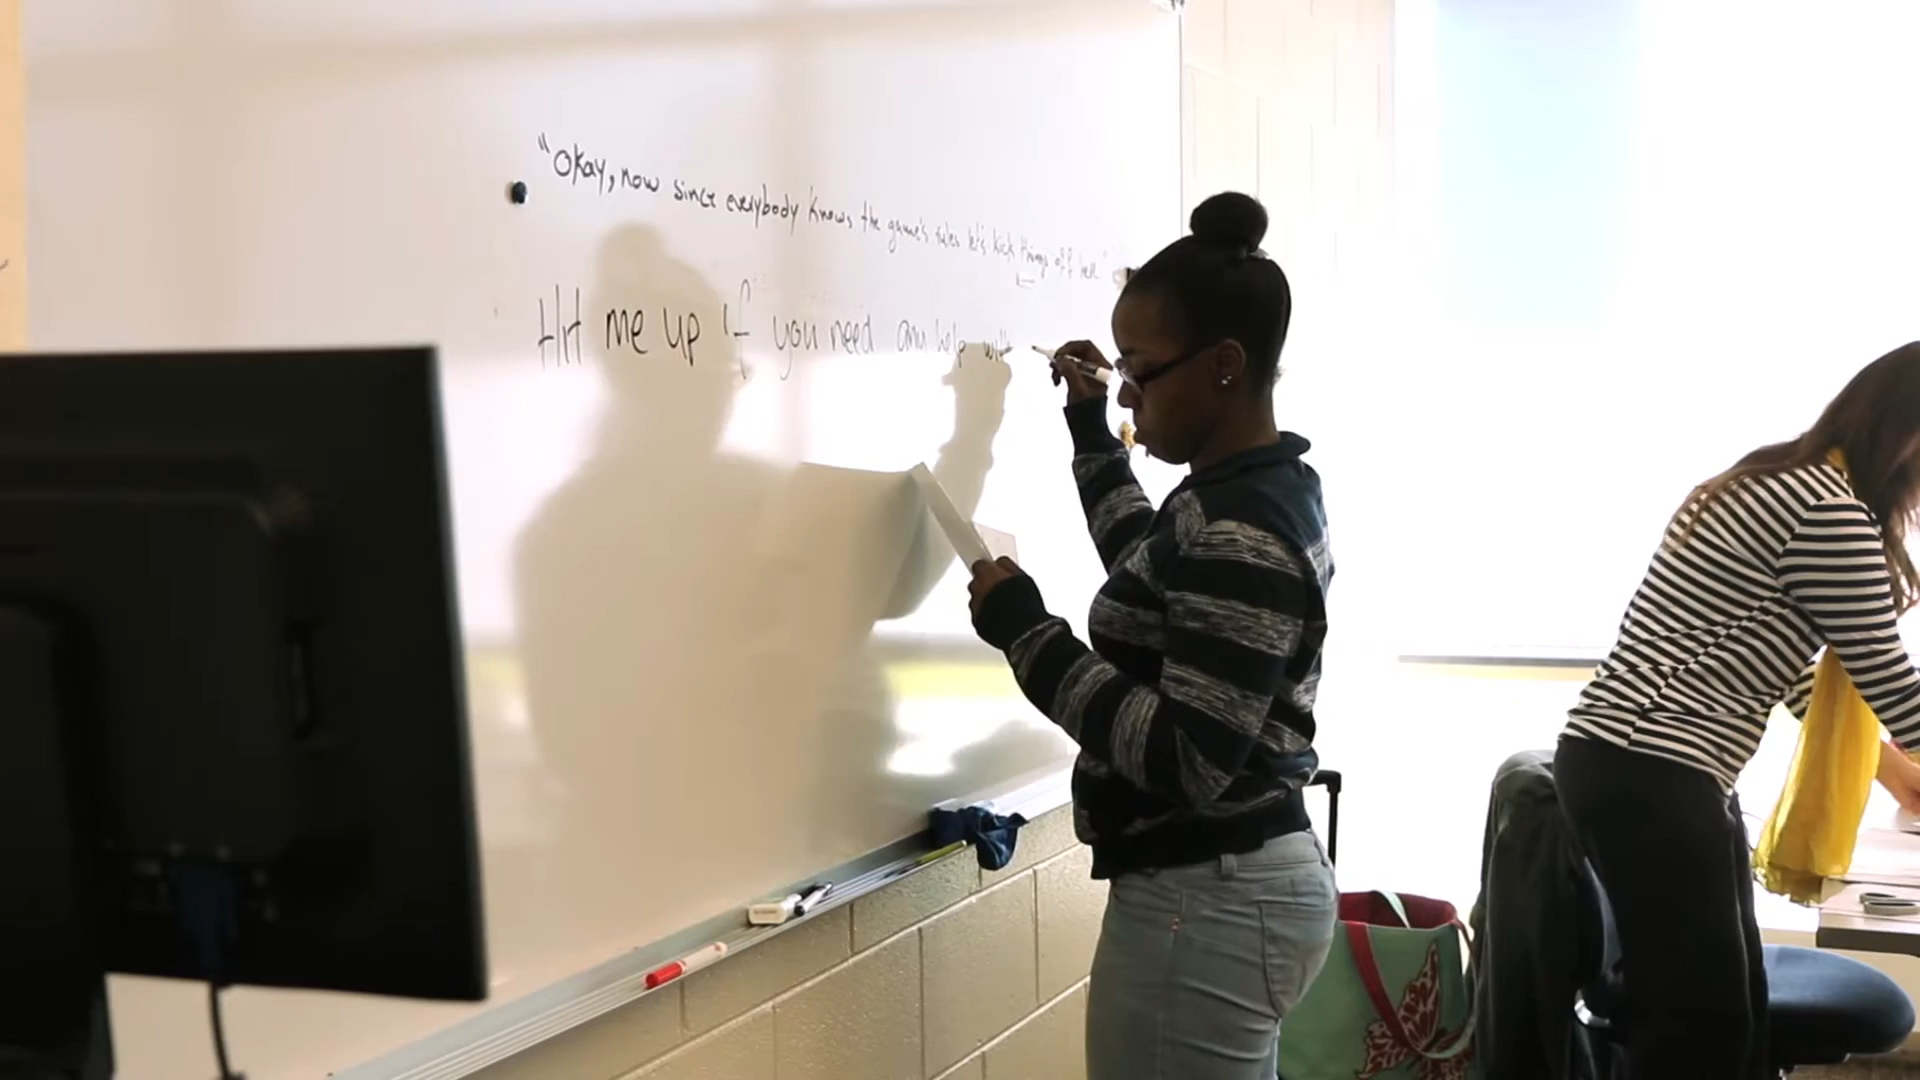 "Okay, now since everybody knows the game's rules let's kick things off
Hit me up if you need any help with